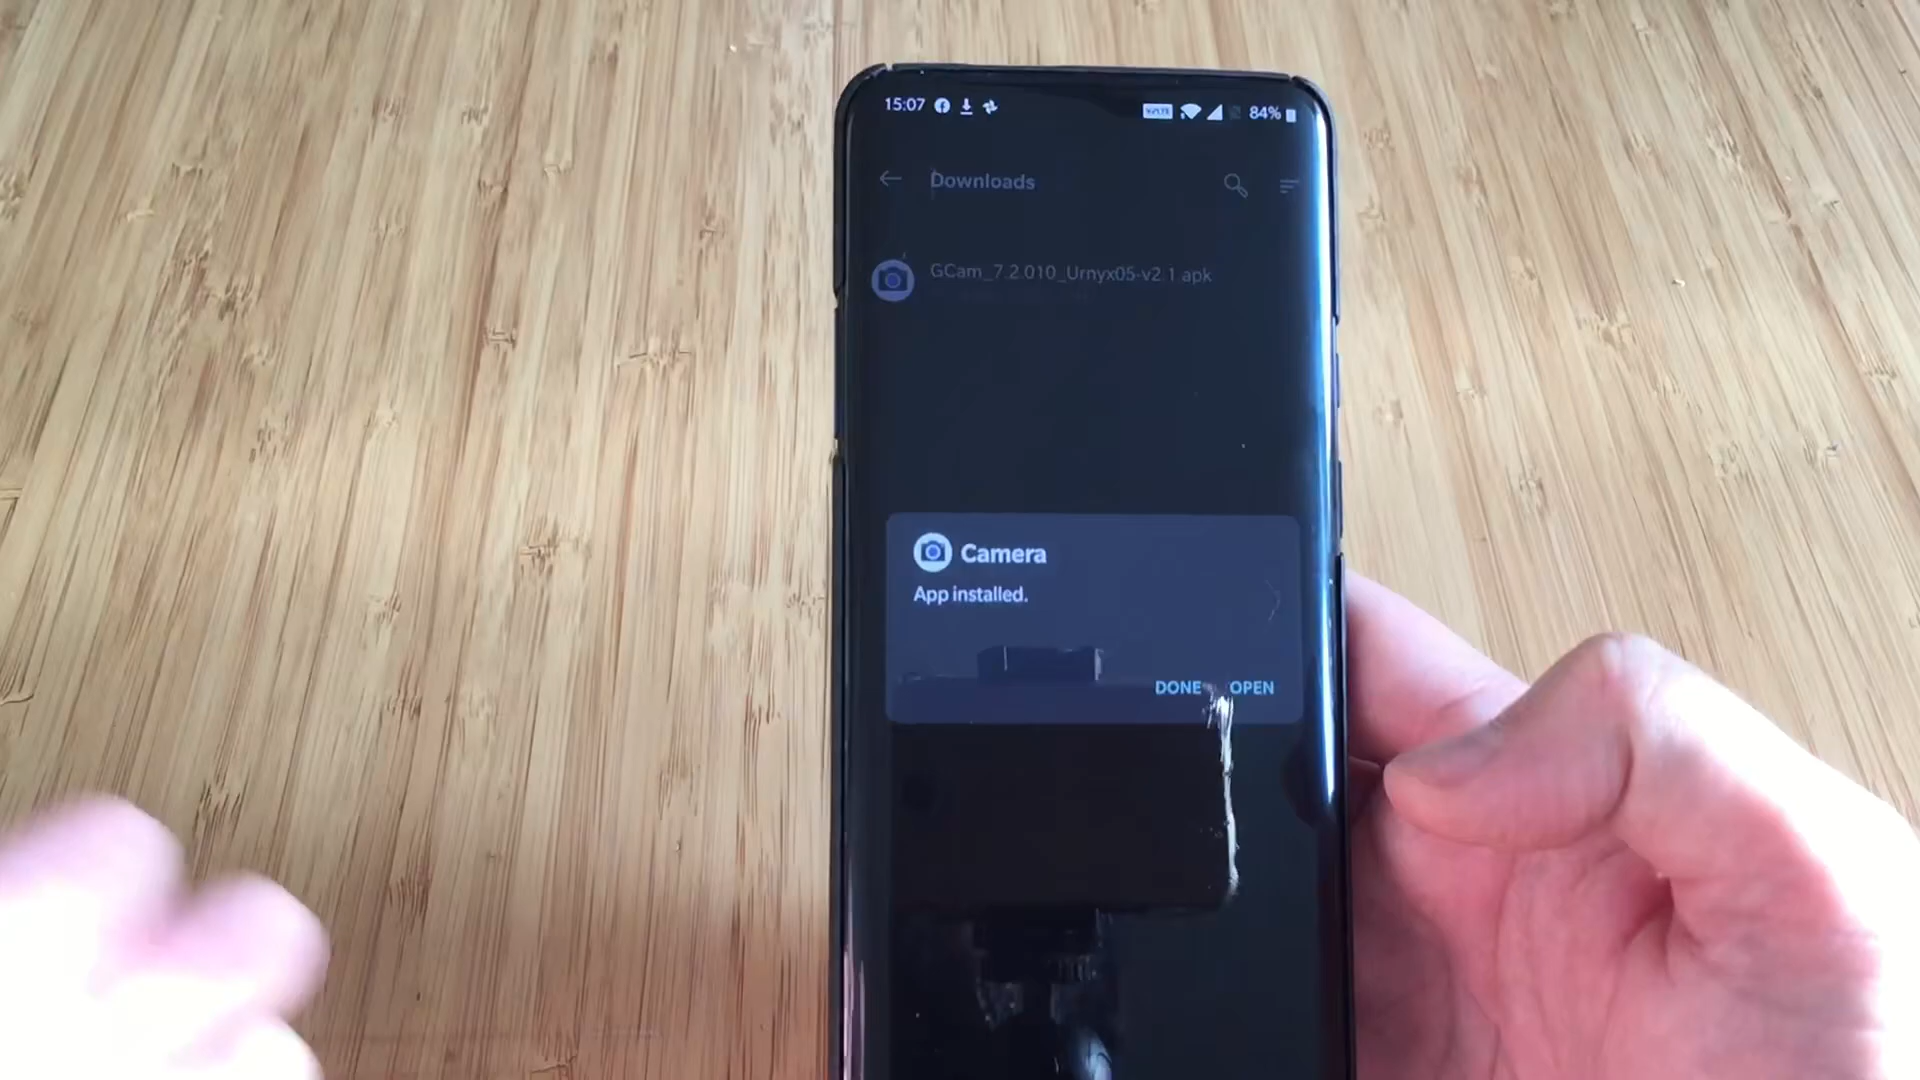 15:07 84%
Downloads
GCam_7.2.010_Urnyx05-v2.1.apk
Camera
App installed.
DONE OPEN